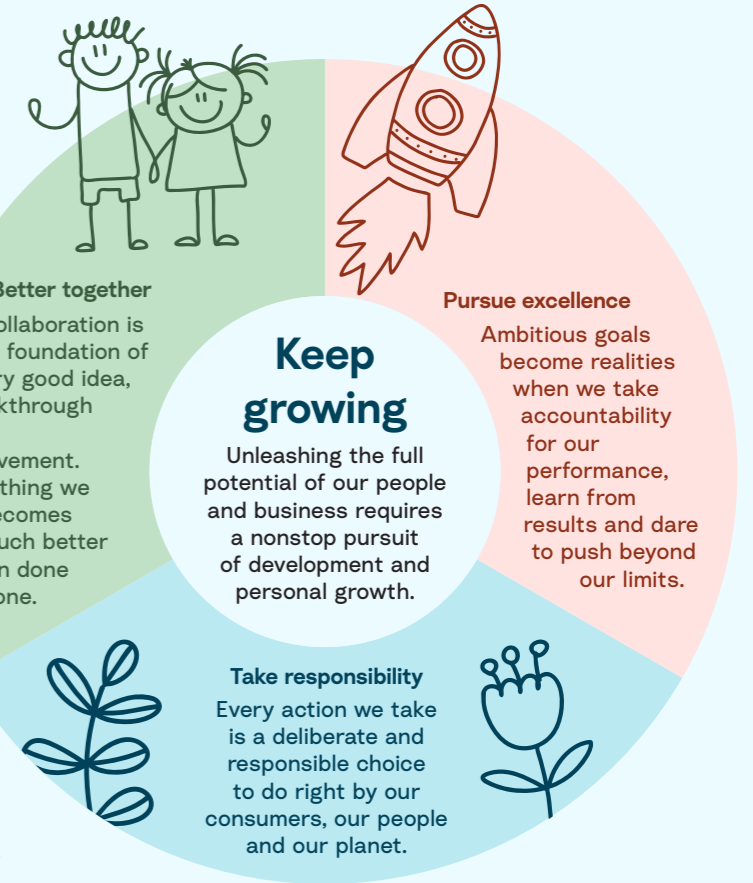 Better together
ollaboration is
foundation of
ry good idea,
kthrough
vement.
thing we
ecomes
uch better
n done
one.
Keep
growing
Unleashing the full
potential of our people
and business requires
a nonstop pursuit
of development and
personal growth.
Pursue excellence
Ambitious goals
become realities
when we take
accountability
for our
performance,
learn from
results and dare
to push beyond
our limits.
Take responsibility
Every action we take
is a deliberate and
responsible choice
to do right by our
consumers, our people
and our planet.